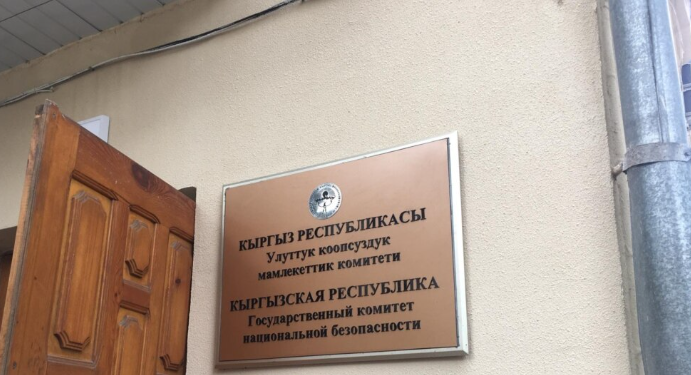 КЫРГЫЗ РЕСПУБЛИКАСЫ
Улуттук коопсуздук
мамлекеттик комитети
КЫРГЫЗСКАЯ РЕСПУБЛИКА
Государственный комитет
национальной безопасности